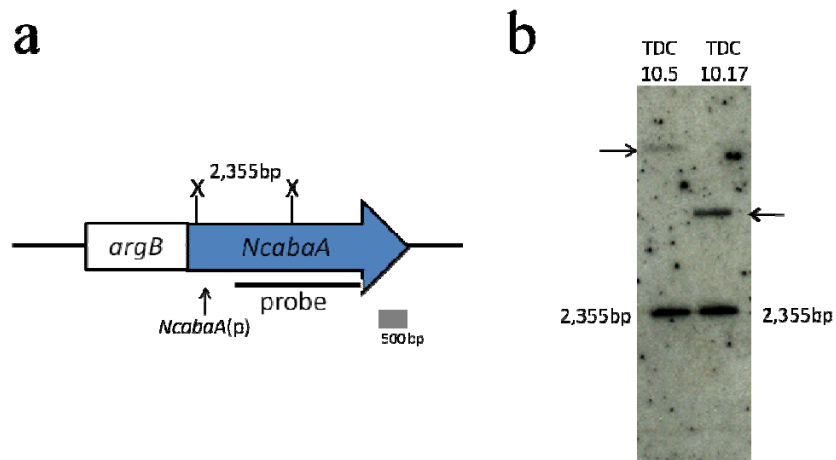 a
b
2,355bp
X X
argB
NcabaA
probe
NcabaA(p)
500bp
TDC TDC
10.5 10.17
2,355bp 2,355bp